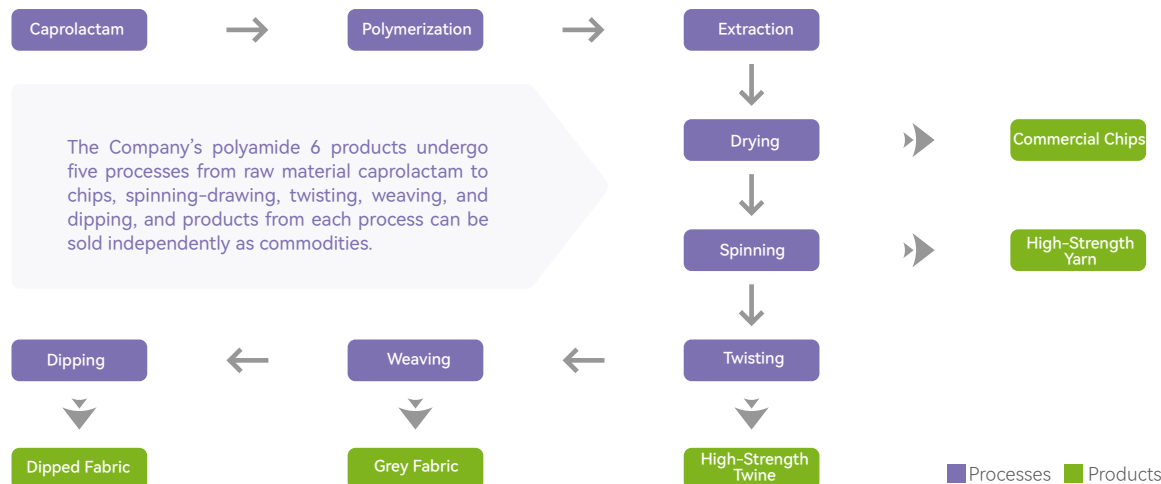 Caprolactam
Polymerization
Extraction
The Company's polyamide 6 products undergo
five processes from raw material caprolactam to
chips, spinning-drawing, twisting, weaving, and
dipping, and products from each process can be
sold independently as commodities.
Drying
Commercial Chips
Spinning
High-Strength
Yarn
Dipping
Weaving
Twisting
Dipped Fabric
Grey Fabric
High-Strength
Twine
Processes
Products